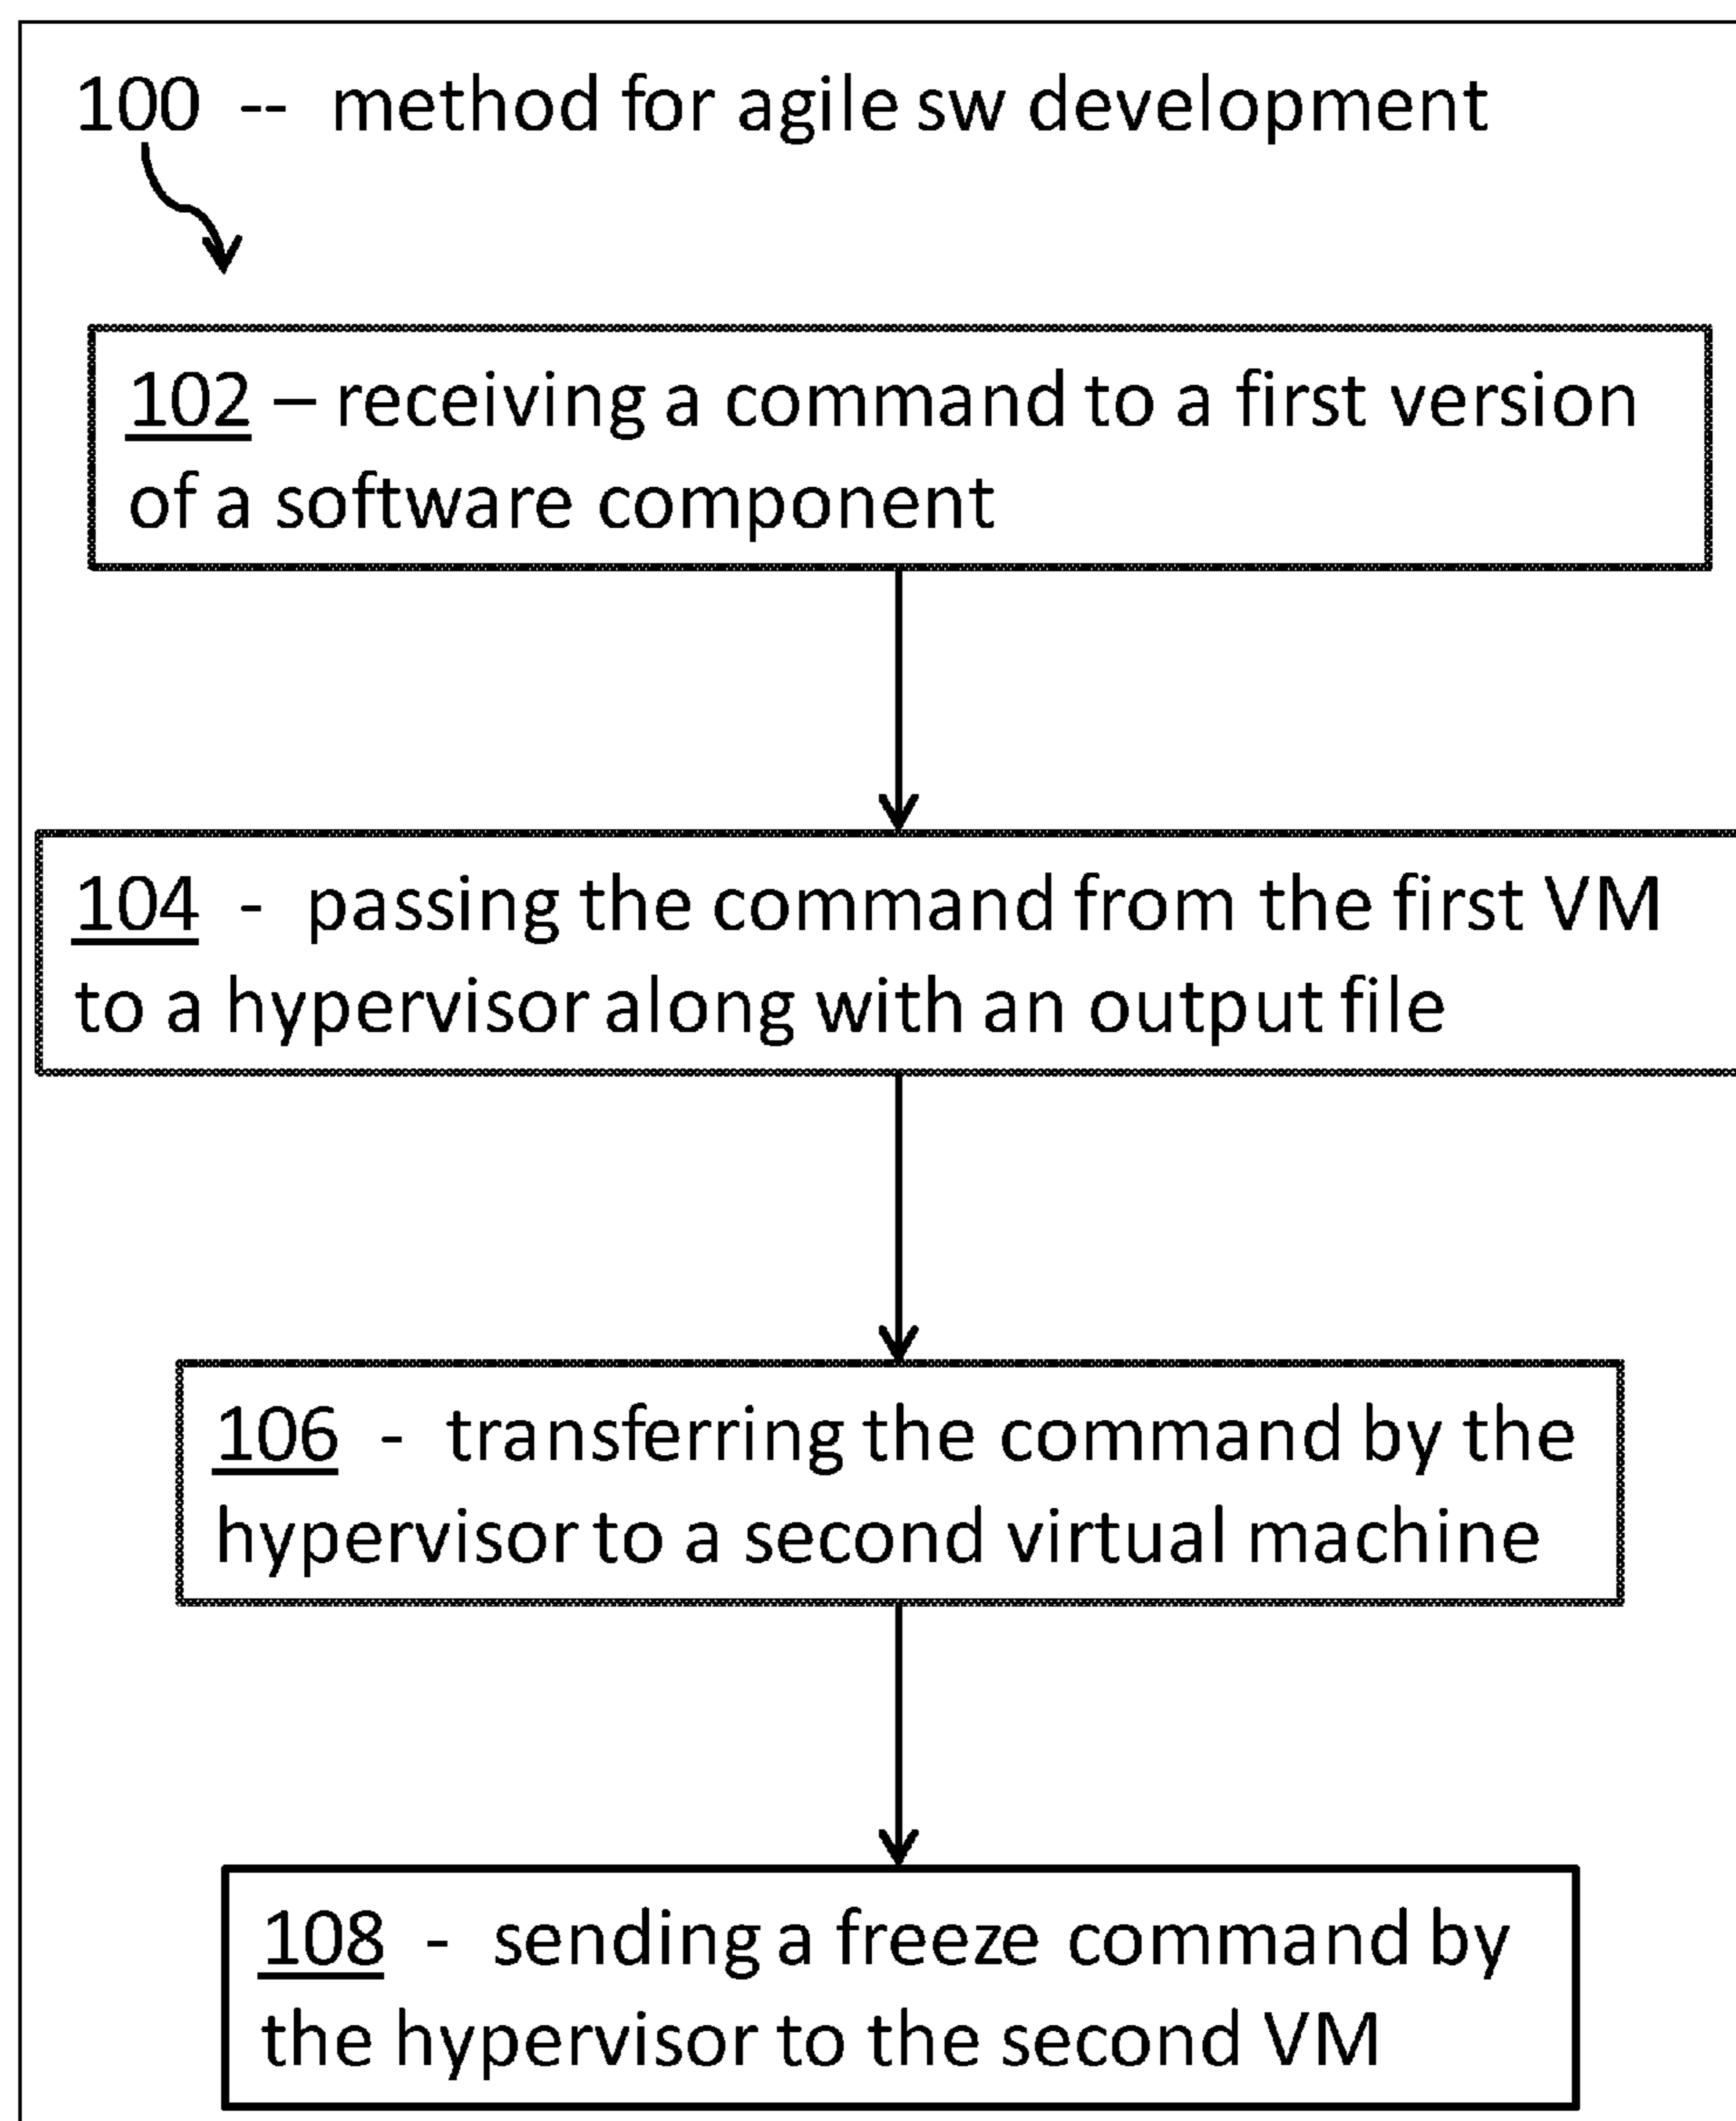 100 -- method for agile sw development
102 – receiving a command to a first version
of a software component
104 - passing the command from the first VM
to a hypervisor along with an output file
106 - transferring the command by the
hypervisor to a second virtual machine
108 - sending a freeze command by
the hypervisor to the second VM